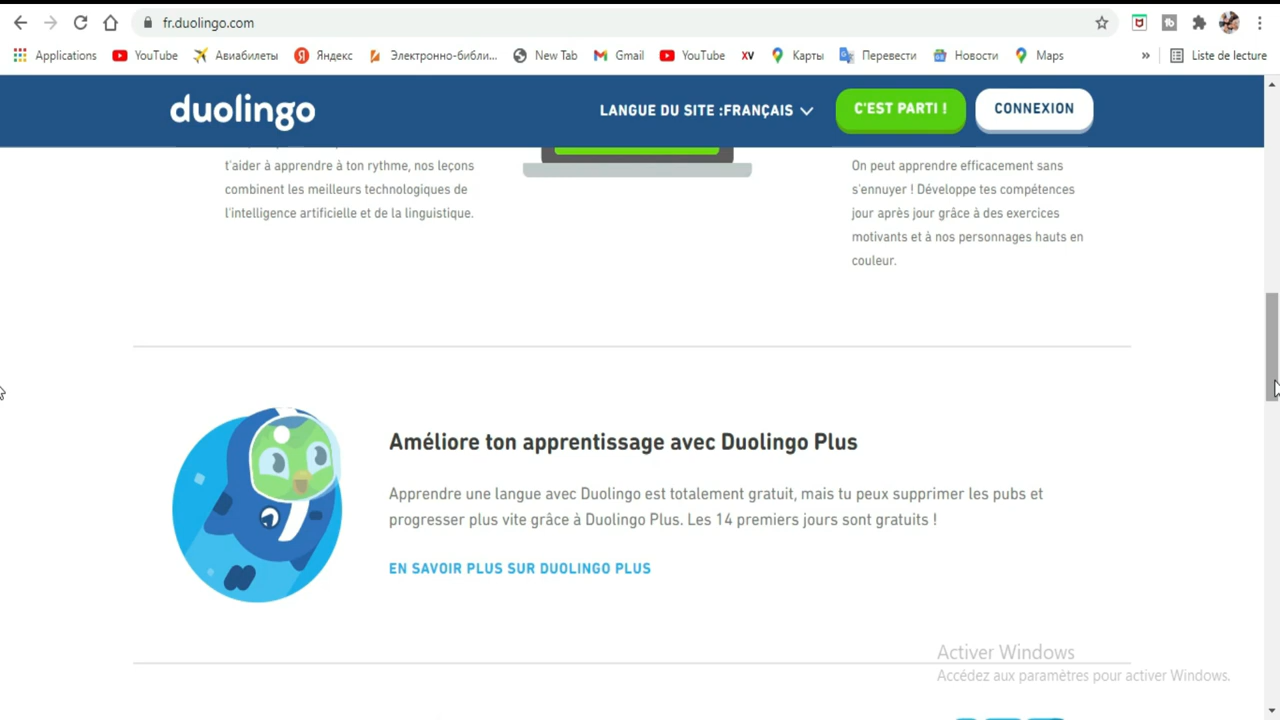 fr.duolingo.com
Applications YouTube Авиабилеты Яндекс Электронно-библи... New Tab Gmail YouTube XV Карты Перевести Новости Maps » Liste de lecture
duolingo LANGUE DU SITE :FRANÇAIS C'EST PARTI ! CONNEXION
t'aider à apprendre à ton rythme, nos leçons
combinent les meilleurs technologiques de
l'intelligence artificielle et de la linguistique.
On peut apprendre efficacement sans
s'ennuyer ! Développe tes compétences
jour après jour grâce à des exercices
motivants et à nos personnages hauts en
couleur.
Améliore ton apprentissage avec Duolingo Plus
Apprendre une langue avec Duolingo est totalement gratuit, mais tu peux supprimer les pubs et
progresser plus vite grâce à Duolingo Plus. Les 14 premiers jours sont gratuits !
EN SAVOIR PLUS SUR DUOLINGO PLUS
Activer Windows
Accédez aux paramètres pour activer Windows.